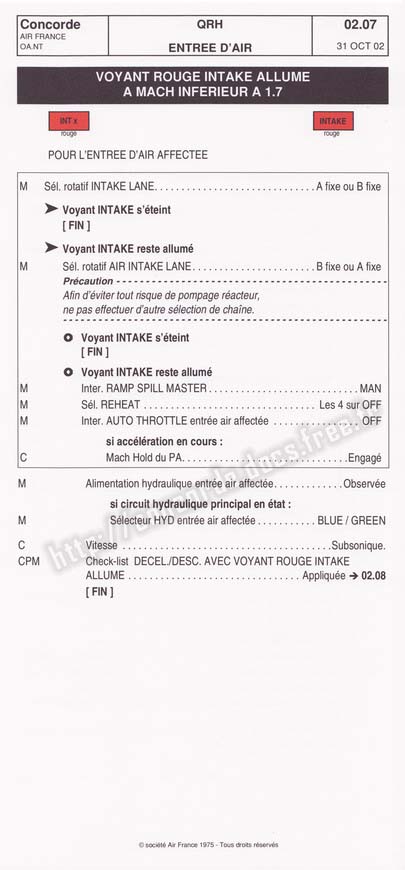 Concorde QRH 02.07
AIR FRANCE
OA.NT ENTREE D'AIR 31 OCT 02
VOYANT ROUGE INTAKE ALLUME
A MACH INFERIEUR A 1.7
INT x INTAKE
rouge rouge
POUR L'ENTREE D'AIR AFFECTEE
M Sél. rotatif INTAKE LANE. . . . . . . . . . . . . . . . . . . . . . . . . . . . . . A fixe ou B fixe
➤ Voyant INTAKE s'éteint
[ FIN ]
➤ Voyant INTAKE reste allumé
M Sél. rotatif AIR INTAKE LANE. . . . . . . . . . . . . . . . . . . . . . . B fixe ou A fixe
Précaution - - - - - - - - - - - - - - - - - - - - - - - - - - - - - -
Afin d'éviter tout risque de pompage réacteur,
ne pas effectuer d'autre sélection de chaîne.
Voyant INTAKE s'éteint
[ FIN ]
Voyant INTAKE reste allumé
M Inter. RAMP SPILL MASTER . . . . . . . . . . . . . . . . . . . . . . . . . . . . MAN
M Sél. REHEAT . . . . . . . . . . . . . . . . . . . . . . . . . . . . . . Les 4 sur OFF
M Inter. AUTO THROTTLE entrée air affectée . . . . . . . . . . . . . . . . OFF
si accélération en cours :
C Mach Hold du PA. . . . . . . . . . . . . . . . . . . . . . . . . . . . . . . . .Engagé
M Alimentation hydraulique entrée air affectée. . . . . . . . . . . . .Observée
si circuit hydraulique principal en état :
M Sélecteur HYD entrée air affectée . . . . . . . . . . . BLUE / GREEN
C Vitesse . . . . . . . . . . . . . . . . . . . . . . . . . . . . . . . . . . . . .Subsonique.
CPM Check-list DECEL./DESC. AVEC VOYANT ROUGE INTAKE
ALLUME . . . . . . . . . . . . . . . . . . . . . . . . . . . . . Appliquée ➔ 02.08
[ FIN ]
http://concorde.docs.free.fr
© société Air France 1975 - Tous droits réservés